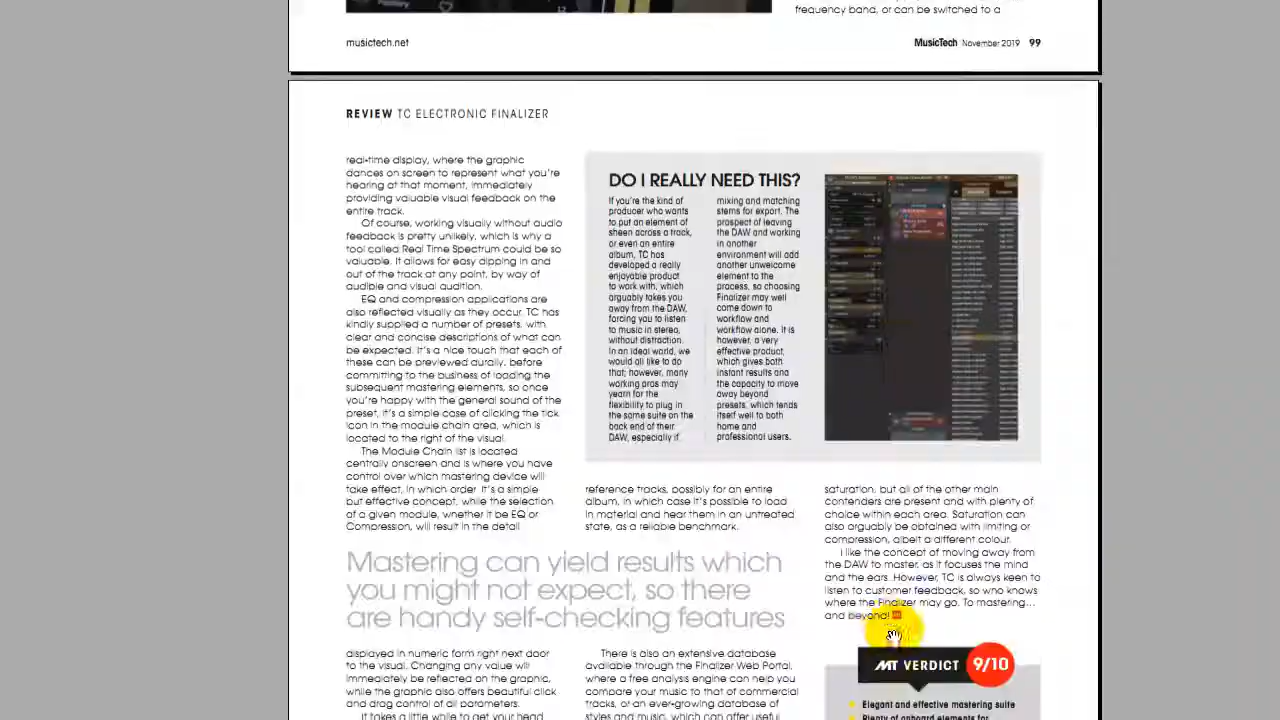 frequency band, or can be switched to a
musictech.net
MusicTech November 2019 99
REVIEW TC ELECTRONIC FINALIZER
real-time display, where the graphic
dances on screen to represent what you're
hearing at that moment, immediately
providing valuable visual feedback on the
entire track.
Of course, working visually without audio
feedback is pretty unlikely, which is why a
tool called Real Time Spectrum could be so
valuable. It allows for easy dipping in and
out of the track at any point, by way of
audible and visual audition.
EQ and compression applications are
also reflected visually as they occur. TC has
kindly supplied a number of presets, with
clear and concise descriptions of what can
be expected. It's a nice touch that each of
these can be previewed aurally, before
committing to the business of loading the
subsequent mastering elements, so once
you're happy with the general sound of the
preset, it's a simple case of clicking the tick
icon in the module chain area, which is
located to the right of the visual.
The Module Chain list is located
centrally onscreen and is where you have
control over which mastering device will
take effect, in which order. It's a simple
but effective concept, while the selection
of a given module, whether it be EQ or
Compression, will result in the detail
DO I REALLY NEED THIS?
If you're the kind of
producer who wants
to put an element of
sheen across a track,
or even an entire
album, TC has
developed a really
enjoyable product
to work with, which
arguably takes you
away from the DAW,
forcing you to listen
to music in stereo,
without distraction.
In an ideal world, we
would all like to do
that; however, many
working pros may
yearn for the
flexibility to plug in
the same suite on the
back end of their
DAW, especially if
mixing and matching
stems for export. The
prospect of leaving
the DAW and working
in another
environment will add
another unwelcome
element to the
process, so choosing
Finalizer may well
come down to
workflow and
workflow alone. It is
however, a very
effective product,
which gives both
instant results and
the capacity to move
away beyond
presets, which tends
itself well to both
home and
professional users.
Mastering can yield results which
you might not expect, so there
are handy self-checking features
displayed in numeric form right next door
to the visual. Changing any value will
immediately be reflected on the graphic,
while the graphic also offers beautiful click
and drag control of all parameters.
It takes a little while to get your head
reference tracks, possibly for an entire
album, in which case it's possible to load
in material and hear them in an untreated
state, as a reliable benchmark.
There is also an extensive database
available through the Finalizer Web Portal,
where a free analysis engine can help you
compare your music to that of commercial
tracks, or an ever-growing database of
styles and music, which can offer useful
saturation, but all of the other main
contenders are present and with plenty of
choice within each area. Saturation can
also arguably be obtained with limiting or
compression, albeit a different colour.
I like the concept of moving away from
the DAW to master, as it focuses the mind
and the ears. However, TC is always keen to
listen to customer feedback, so who knows
where the Finalizer may go. To mastering…
and beyond!
MT VERDICT 9/10
Elegant and effective mastering suite
Plenty of onboard elements for